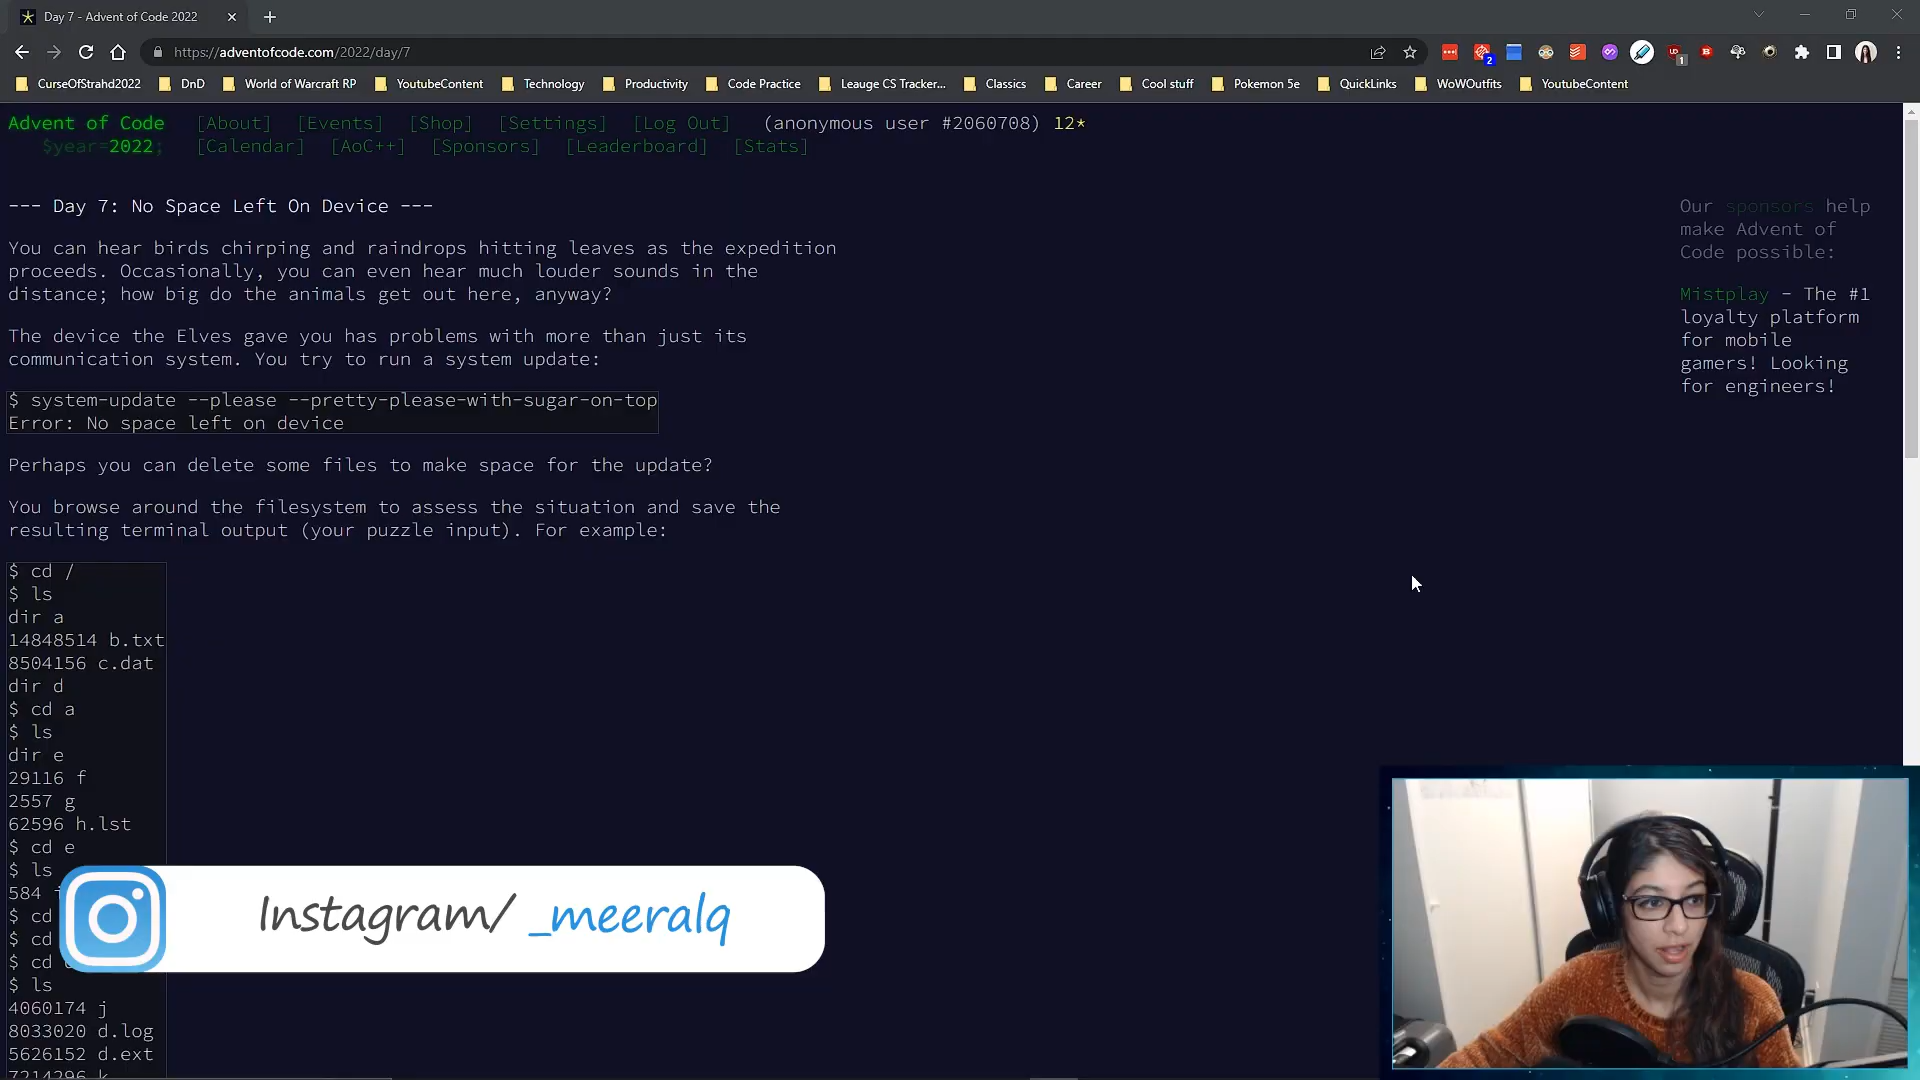 Day 7 - Advent of Code 2022
https://adventofcode.com/2022/day/7
2
1
CurseOfStrahd2022 DnD World of Warcraft RP YoutubeContent Technology Productivity Code Practice Leauge CS Tracker... Classics Career Cool stuff Pokemon 5e QuickLinks WoWOutfits YoutubeContent
Advent of Code [About] [Events] [Shop] [Settings] [Log Out] (anonymous user #2060708) 12*
$year=2022; [Calendar] [AoC++] [Sponsors] [Leaderboard] [Stats]
--- Day 7: No Space Left On Device ---
You can hear birds chirping and raindrops hitting leaves as the expedition
proceeds. Occasionally, you can even hear much louder sounds in the
distance; how big do the animals get out here, anyway?
The device the Elves gave you has problems with more than just its
communication system. You try to run a system update:
$ system-update --please --pretty-please-with-sugar-on-top
Error: No space left on device
Perhaps you can delete some files to make space for the update?
You browse around the filesystem to assess the situation and save the
resulting terminal output (your puzzle input). For example:
$ cd /
$ ls
dir a
14848514 b.txt
8504156 c.dat
dir d
$ cd a
$ ls
dir e
29116 f
2557 g
62596 h.lst
$ cd e
$ ls
584
$ cd
$ cd
$ cd
$ ls
4060174 j
8033020 d.log
5626152 d.ext
7214296 k
Our sponsors help
make Advent of
Code possible:
Mistplay - The #1
loyalty platform
for mobile
gamers! Looking
for engineers!
Instagram/ _meeralq